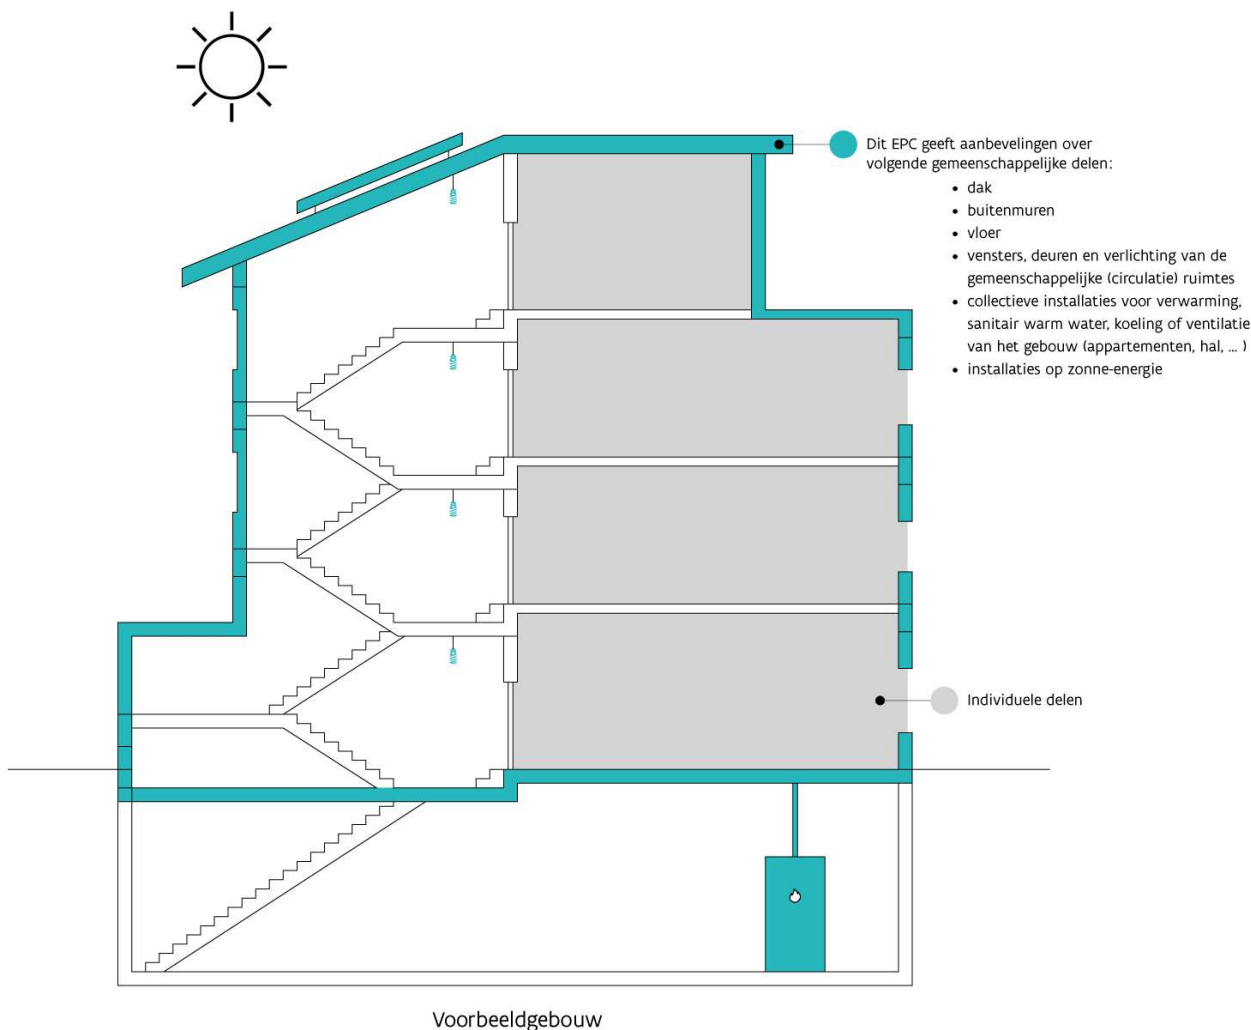 Dit EPC geeft aanbevelingen over
volgende gemeenschappelijke delen:
• dak
• buitenmuren
• vloer
• vensters, deuren en verlichting van de
gemeenschappelijke (circulatie) ruimtes
• collectieve installaties voor verwarming,
sanitair warm water, koeling of ventilatie
van het gebouw (appartementen, hal, ... )
• installaties op zonne-energie
Individuele delen
Voorbeeldgebouw